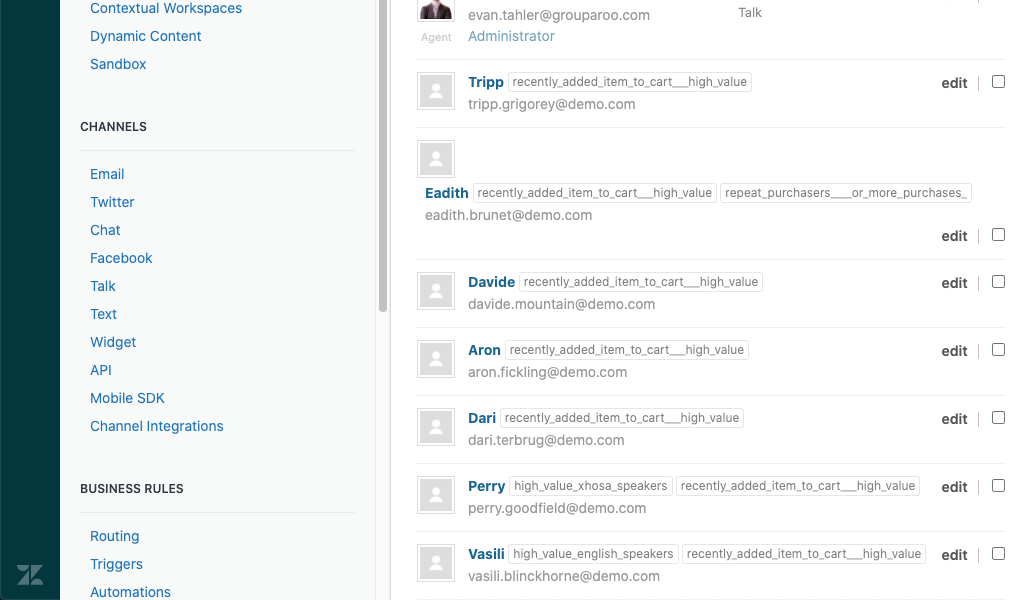 Contextual Workspaces
Dynamic Content
Sandbox
CHANNELS
Email
Twitter
Chat
Facebook
Talk
Text
Widget
API
Mobile SDK
Channel Integrations
BUSINESS RULES
Routing
Triggers
Automations
evan.tahler@grouparoo.com
Talk
Agent
Administrator
Tripp recently_added_item_to_cart___high_value edit
tripp.grigorey@demo.com
Eadith recently_added_item_to_cart___high_value repeat_purchasers____or_more_purchases_
eadith.brunet@demo.com
edit
Davide recently_added_item_to_cart___high_value edit
davide.mountain@demo.com
Aron recently_added_item_to_cart___high_value edit
aron.fickling@demo.com
Dari recently_added_item_to_cart___high_value edit
dari.terbrug@demo.com
Perry high_value_xhosa_speakers recently_added_item_to_cart___high_value edit
perry.goodfield@demo.com
Vasili high_value_english_speakers recently_added_item_to_cart___high_value edit
vasili.blinckhorne@demo.com